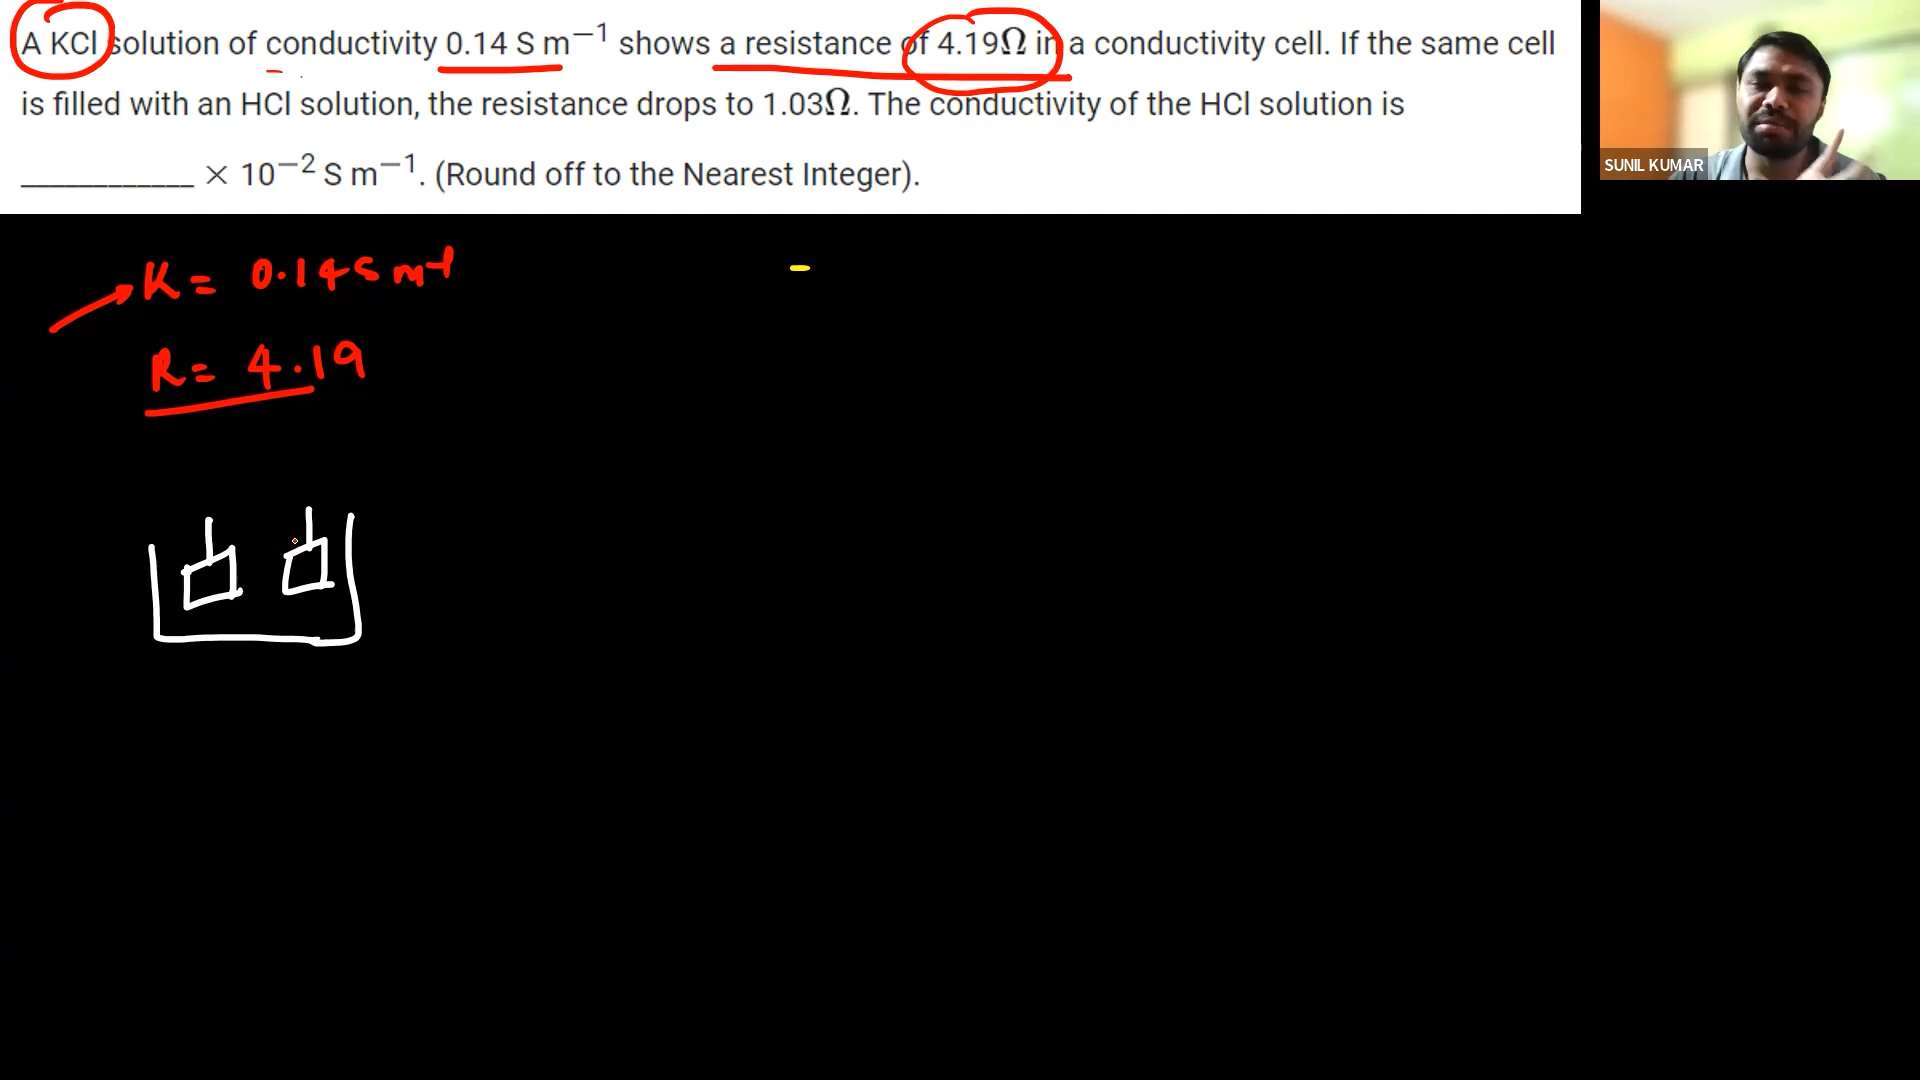 A KCl solution of conductivity 0.14 S m⁻¹ shows a resistance of 4.19Ω in a conductivity cell. If the same cell
is filled with an HCl solution, the resistance drops to 1.03Ω. The conductivity of the HCl solution is
____________ × 10⁻² S m⁻¹. (Round off to the Nearest Integer).
SUNIL KUMAR
K = 0.14 S m⁻¹
R = 4.19